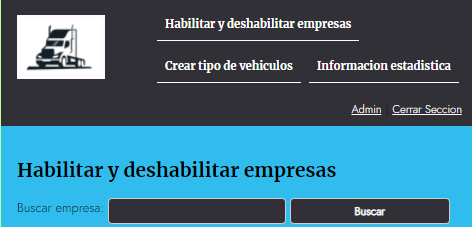 Habilitar y deshabilitar empresas
Crear tipo de vehiculos Informacion estadistica
Admin | Cerrar Seccion
Habilitar y deshabilitar empresas
Buscar empresa: Buscar